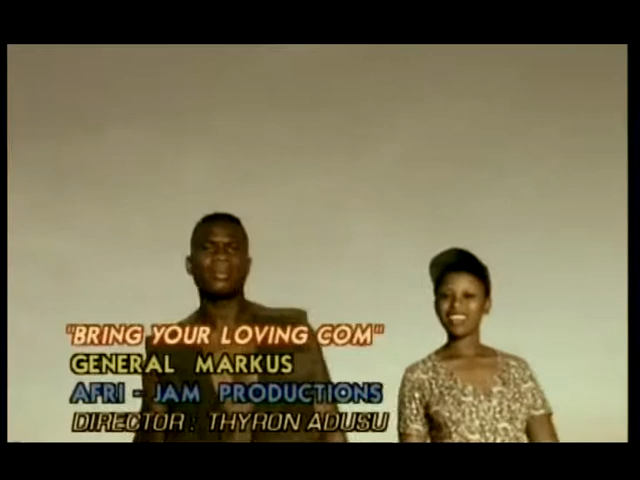 "BRING YOUR LOVING COM"
GENERAL MARKUS
AFRI - JAM PRODUCTIONS
DIRECTOR : THYRON ADUSU